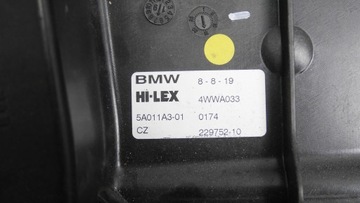 BMW 8-8-19
HI-LEX 4WWA033
5A011A3-01 0174
CZ 229752-10